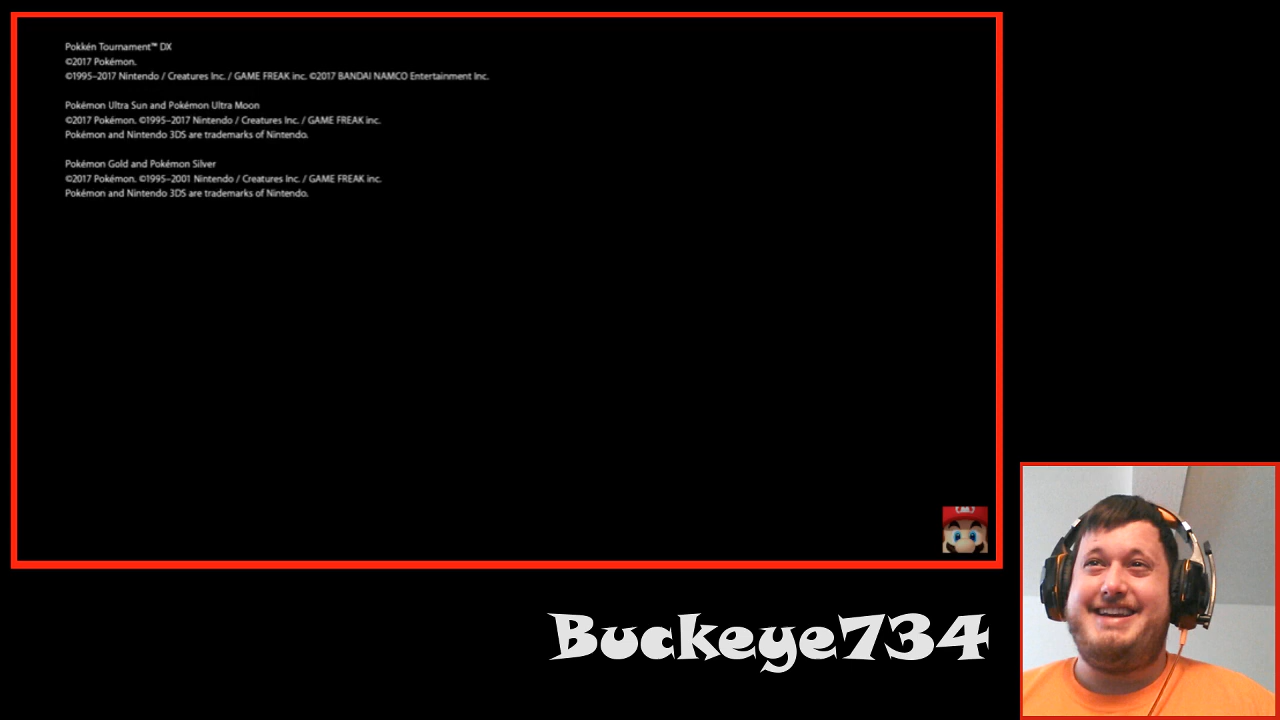 Pokkén Tournament™ DX
©2017 Pokémon.
©1995–2017 Nintendo / Creatures Inc. / GAME FREAK inc. ©2017 BANDAI NAMCO Entertainment Inc.
Pokémon Ultra Sun and Pokémon Ultra Moon
©2017 Pokémon. ©1995–2017 Nintendo / Creatures Inc. / GAME FREAK inc.
Pokémon and Nintendo 3DS are trademarks of Nintendo.
Pokémon Gold and Pokémon Silver
©2017 Pokémon. ©1995–2001 Nintendo / Creatures Inc. / GAME FREAK inc.
Pokémon and Nintendo 3DS are trademarks of Nintendo.
Buckeye734